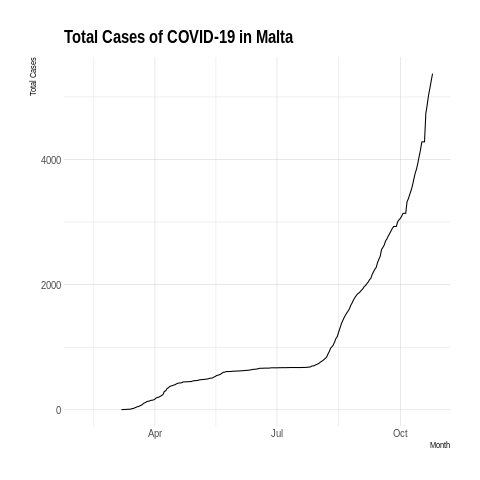 Total Cases of COVID-19 in Malta
Total Cases
4000
2000
0
Apr Jul Oct
Month